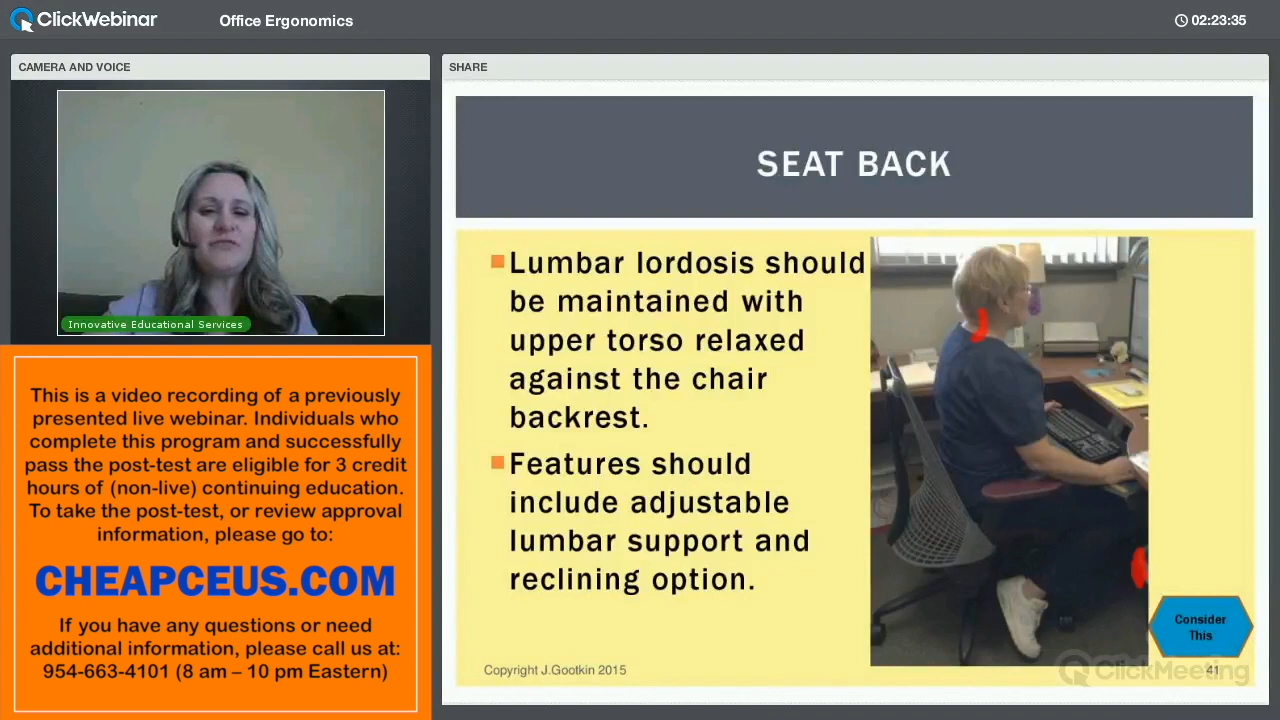 ClickWebinar
Office Ergonomics
02:23:35
CAMERA AND VOICE
Innovative Educational Services
This is a video recording of a previously
presented live webinar. Individuals who
complete this program and successfully
pass the post-test are eligible for 3 credit
hours of (non-live) continuing education.
To take the post-test, or review approval
information, please go to:
CHEAPCEUS.COM
If you have any questions or need
additional information, please call us at:
954-663-4101 (8 am – 10 pm Eastern)
SHARE
SEAT BACK
Lumbar lordosis should
be maintained with
upper torso relaxed
against the chair
backrest.
Features should
include adjustable
lumbar support and
reclining option.
Consider
This
Copyright J.Gootkin 2015
41
ClickMeeting